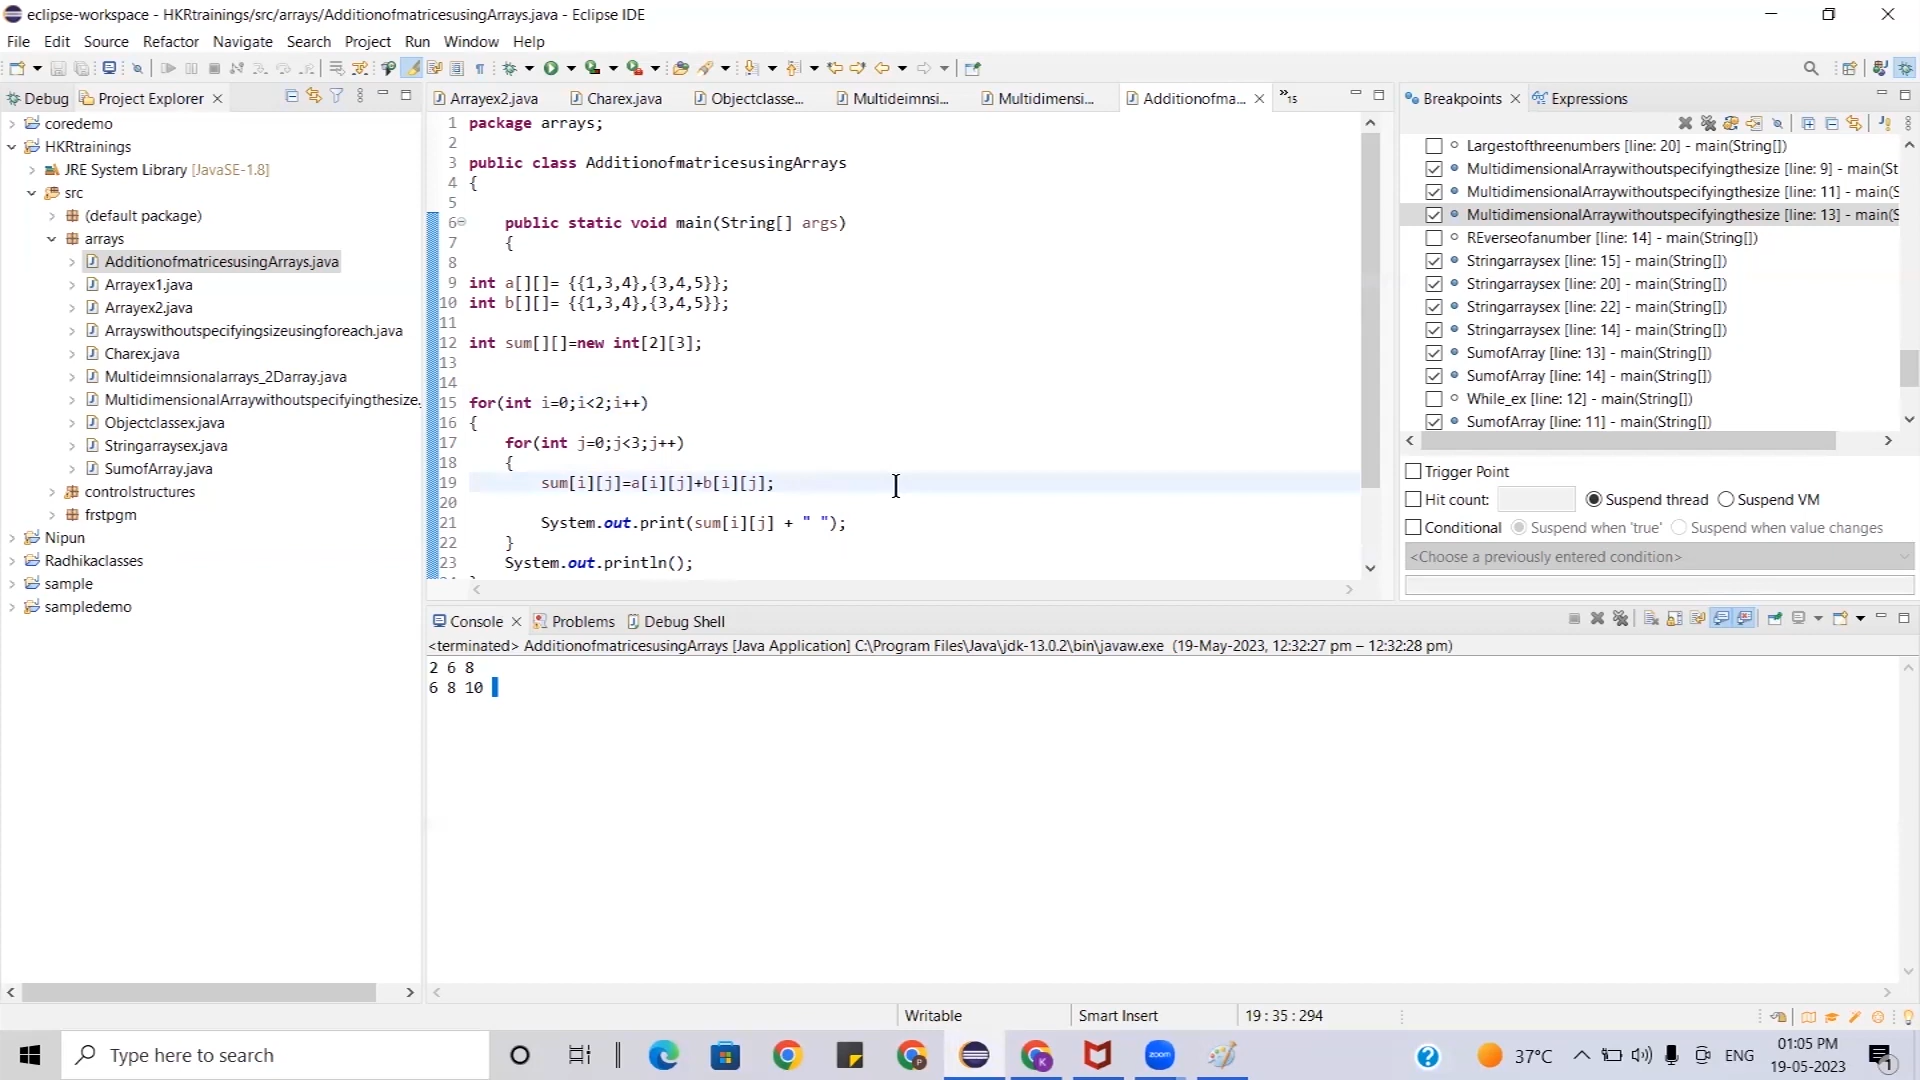 eclipse-workspace - HKRtrainings/src/arrays/AdditionofmatricesusingArrays.java - Eclipse IDE
File Edit Source Refactor Navigate Search Project Run Window Help
Debug Project Explorer
coredemo
HKRtrainings
JRE System Library [JavaSE-1.8]
src
(default package)
arrays
AdditionofmatricesusingArrays.java
Arrayex1.java
Arrayex2.java
Arrayswithoutspecifyingsizeusingforeach.java
Charex.java
Multideimnsionalarrays_2Darray.java
MultidimensionalArraywithoutspecifyingthesize.
Objectclassex.java
Stringarraysex.java
SumofArray.java
controlstructures
frstpgm
Nipun
Radhikaclasses
sample
sampledemo
Arrayex2.java Charex.java Objectclasse... Multideimnsi... Multidimensi... Additionofma... »15
1 package arrays;
2
3 public class AdditionofmatricesusingArrays
4 {
5
6 public static void main(String[] args)
7 {
8
9 int a[][]= {{1,3,4},{3,4,5}};
10 int b[][]= {{1,3,4},{3,4,5}};
11
12 int sum[][]=new int[2][3];
13
14
15 for(int i=0;i<2;i++)
16 {
17 for(int j=0;j<3;j++)
18 {
19 sum[i][j]=a[i][j]+b[i][j];
20
21 System.out.print(sum[i][j] + " ");
22 }
23 System.out.println();
Breakpoints Expressions
Largestofthreenumbers [line: 20] - main(String[])
MultidimensionalArraywithoutspecifyingthesize [line: 9] - main(St
MultidimensionalArraywithoutspecifyingthesize [line: 11] - main(S
MultidimensionalArraywithoutspecifyingthesize [line: 13] - main(S
REverseofanumber [line: 14] - main(String[])
Stringarraysex [line: 15] - main(String[])
Stringarraysex [line: 20] - main(String[])
Stringarraysex [line: 22] - main(String[])
Stringarraysex [line: 14] - main(String[])
SumofArray [line: 13] - main(String[])
SumofArray [line: 14] - main(String[])
While_ex [line: 12] - main(String[])
SumofArray [line: 11] - main(String[])
Trigger Point
Hit count: Suspend thread Suspend VM
Conditional Suspend when 'true' Suspend when value changes
<Choose a previously entered condition>
Console Problems Debug Shell
<terminated> AdditionofmatricesusingArrays [Java Application] C:\Program Files\Java\jdk-13.0.2\bin\javaw.exe (19-May-2023, 12:32:27 pm – 12:32:28 pm)
2 6 8
6 8 10
Writable Smart Insert 19 : 35 : 294
Type here to search
zoom
37°C
ENG
01:05 PM
19-05-2023
1